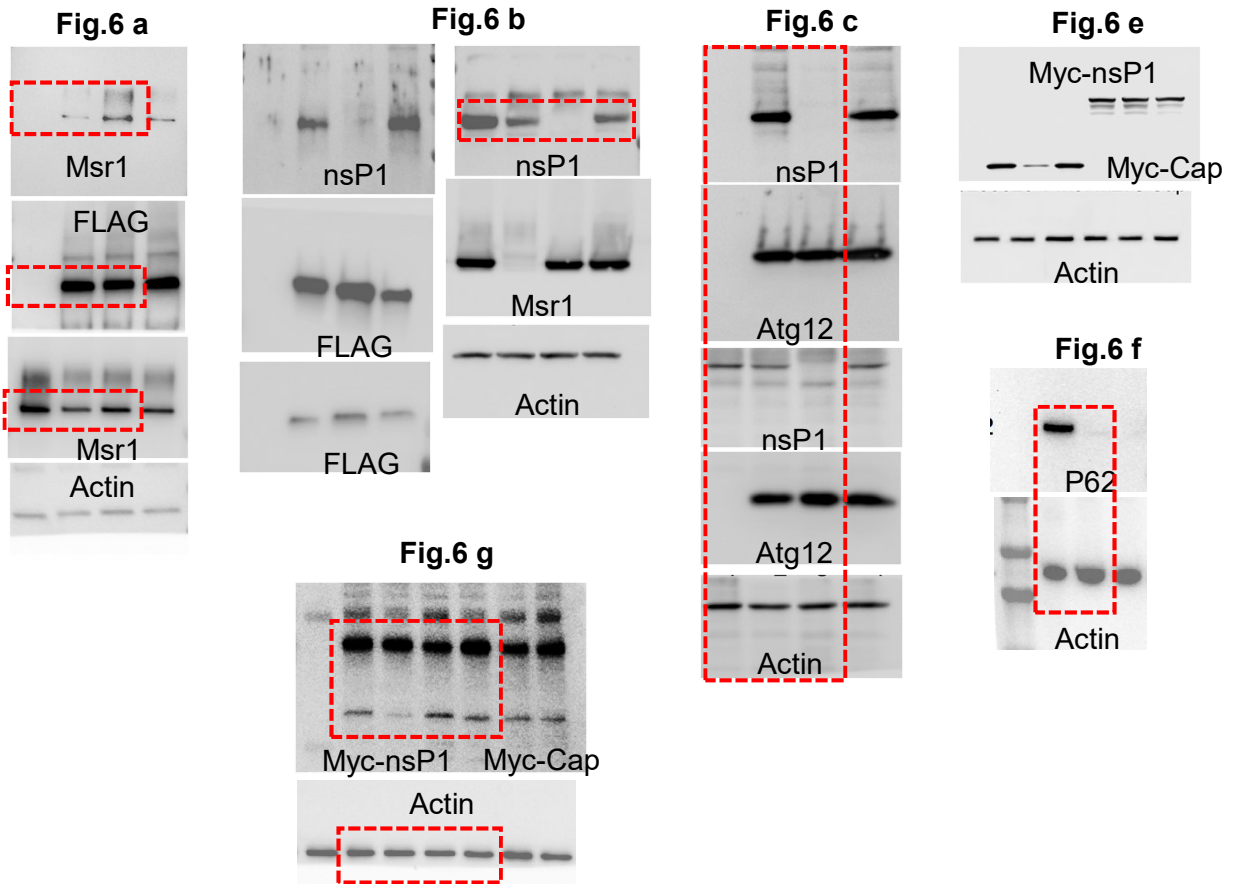 Fig.6 a
Msr1
FLAG
Msr1
Actin
Fig.6 b
nsP1
FLAG
FLAG
nsP1
Msr1
Actin
Fig.6 c
nsP1
Atg12
nsP1
Atg12
Actin
Fig.6 e
Myc-nsP1
Myc-Cap
Actin
Fig.6 f
P62
Actin
Fig.6 g
Myc-nsP1 Myc-Cap
Actin